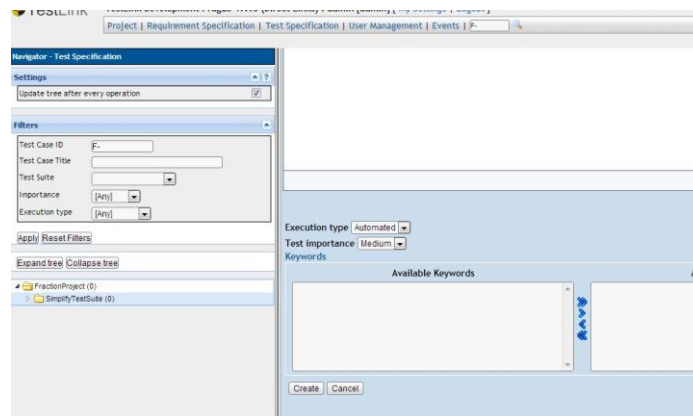 TestLink
Project | Requirement Specification | Test Specification | User Management | Events | F-
Navigator - Test Specification
Settings
?
Update tree after every operation
Filters
Test Case ID F-
Test Case Title
Test Suite
Importance [Any]
Execution type [Any]
Apply Reset Filters
Expand tree Collapse tree
FractionProject (0)
SimplifyTestSuite (0)
Execution type Automated
Test importance Medium
Keywords
Available Keywords
Create Cancel